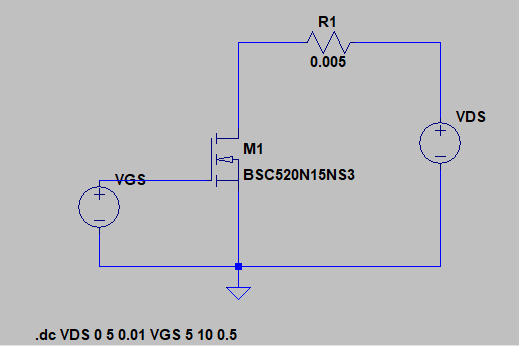 R1
0.005
VDS
+
−
M1
BSC520N15NS3
VGS
+
−
.dc VDS 0 5 0.01 VGS 5 10 0.5